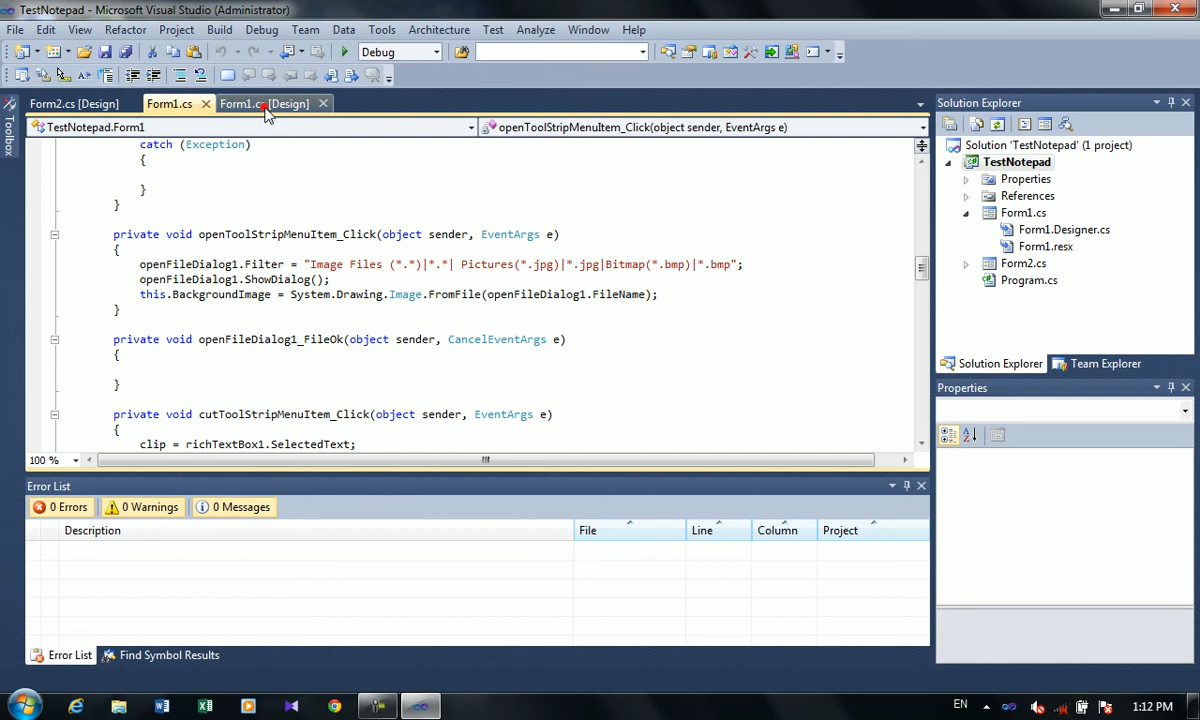 TestNotepad - Microsoft Visual Studio (Administrator)
File Edit View Refactor Project Build Debug Team Data Tools Architecture Test Analyze Window Help
Debug
Form2.cs [Design] Form1.cs Form1.cs [Design]
Toolbox
TestNotepad.Form1 openToolStripMenuItem_Click(object sender, EventArgs e)
catch (Exception)
{
}
}
private void openToolStripMenuItem_Click(object sender, EventArgs e)
{
openFileDialog1.Filter = "Image Files (*.*)|*.*| Pictures(*.jpg)|*.jpg|Bitmap(*.bmp)|*.bmp";
openFileDialog1.ShowDialog();
this.BackgroundImage = System.Drawing.Image.FromFile(openFileDialog1.FileName);
}
private void openFileDialog1_FileOk(object sender, CancelEventArgs e)
{
}
private void cutToolStripMenuItem_Click(object sender, EventArgs e)
{
clip = richTextBox1.SelectedText;
100 %
Solution Explorer
Solution 'TestNotepad' (1 project)
TestNotepad
Properties
References
Form1.cs
Form1.Designer.cs
Form1.resx
Form2.cs
Program.cs
Solution Explorer Team Explorer
Properties
Error List
0 Errors 0 Warnings 0 Messages
Description File Line Column Project
Error List Find Symbol Results
EN 1:12 PM